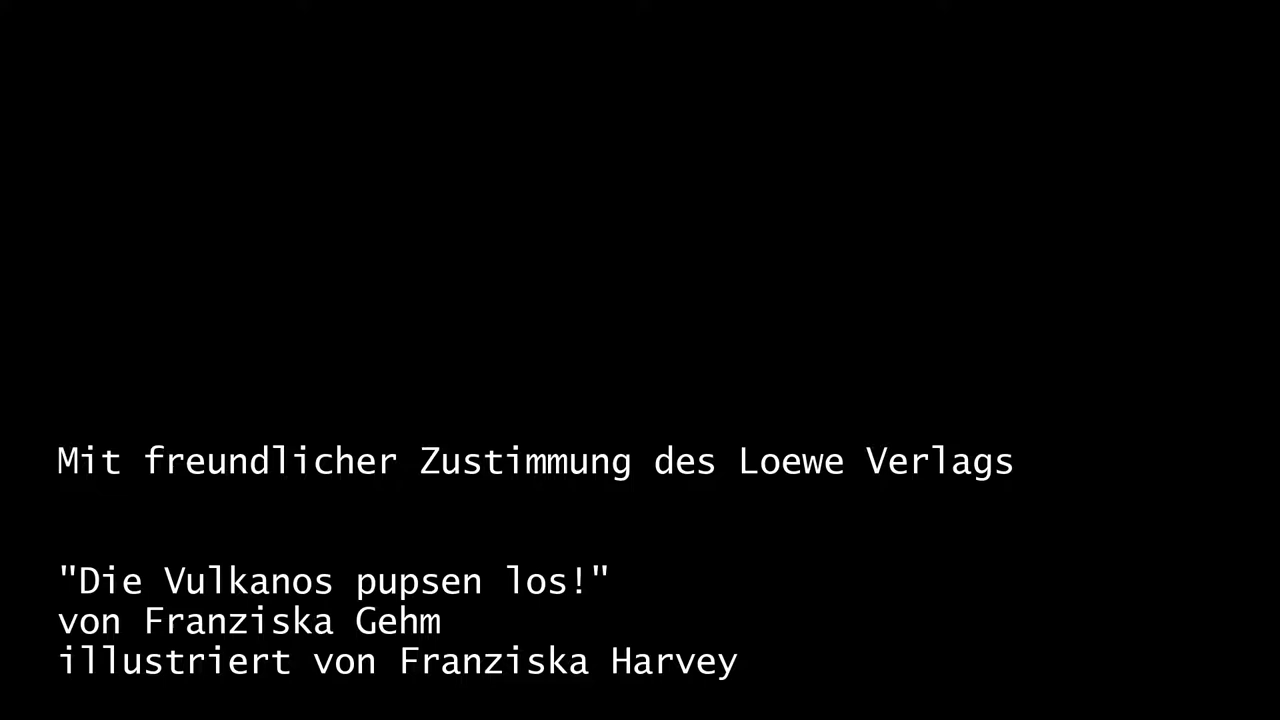 Mit freundlicher Zustimmung des Loewe Verlags
"Die Vulkanos pupsen los!"
von Franziska Gehm
illustriert von Franziska Harvey